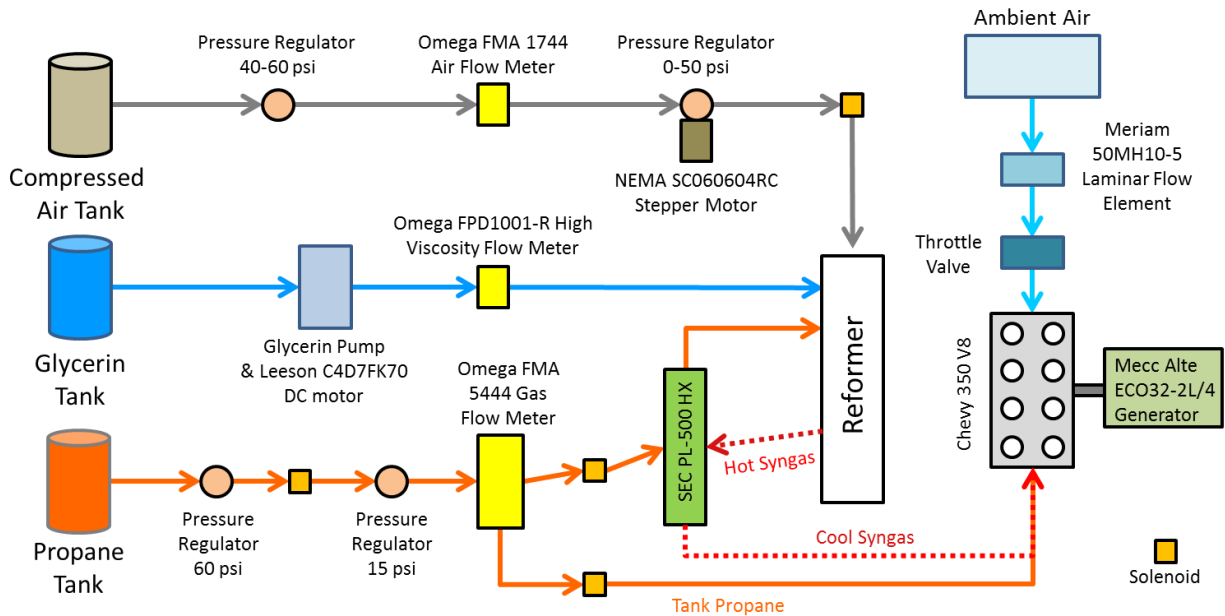 Ambient Air
Pressure Regulator
40-60 psi
Omega FMA 1744
Air Flow Meter
Pressure Regulator
0-50 psi
Compressed
Air Tank
NEMA SC060604RC
Stepper Motor
Meriam
50MH10-5
Laminar Flow
Element
Omega FPD1001-R High
Viscosity Flow Meter
Throttle
Valve
Glycerin
Tank
Glycerin Pump
& Leeson C4D7FK70
DC motor
Omega FMA
5444 Gas
Flow Meter
SEC PL-500 HX
Reformer
Hot Syngas
Chevy 350 V8
Mecc Alte
ECO32-2L/4
Generator
Propane
Tank
Pressure
Regulator
60 psi
Pressure
Regulator
15 psi
Cool Syngas
Tank Propane
Solenoid